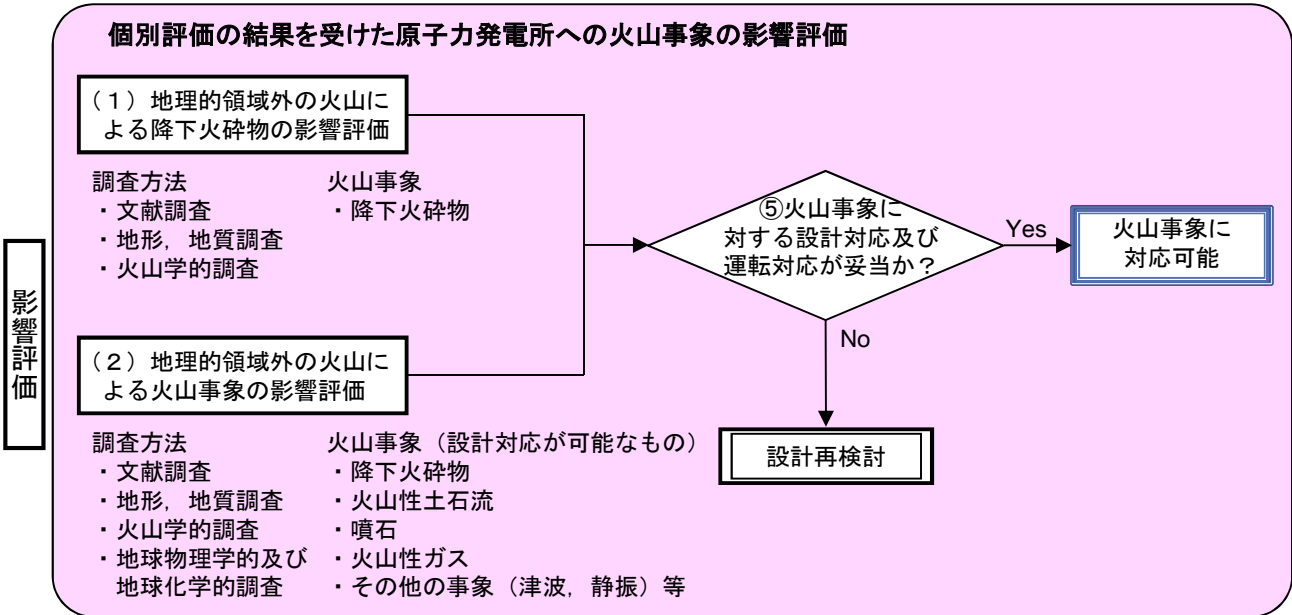 個別評価の結果を受けた原子力発電所への火山事象の影響評価
影響評価
（１）地理的領域外の火山に
よる降下火砕物の影響評価
調査方法
・文献調査
・地形，地質調査
・火山学的調査
火山事象
・降下火砕物
（２）地理的領域外の火山に
よる火山事象の影響評価
調査方法
・文献調査
・地形，地質調査
・火山学的調査
・地球物理学的及び
地球化学的調査
火山事象（設計対応が可能なもの）
・降下火砕物
・火山性土石流
・噴石
・火山性ガス
・その他の事象（津波，静振）等
⑤火山事象に
対する設計対応及び
運転対応が妥当か？
Yes
火山事象に
対応可能
No
設計再検討